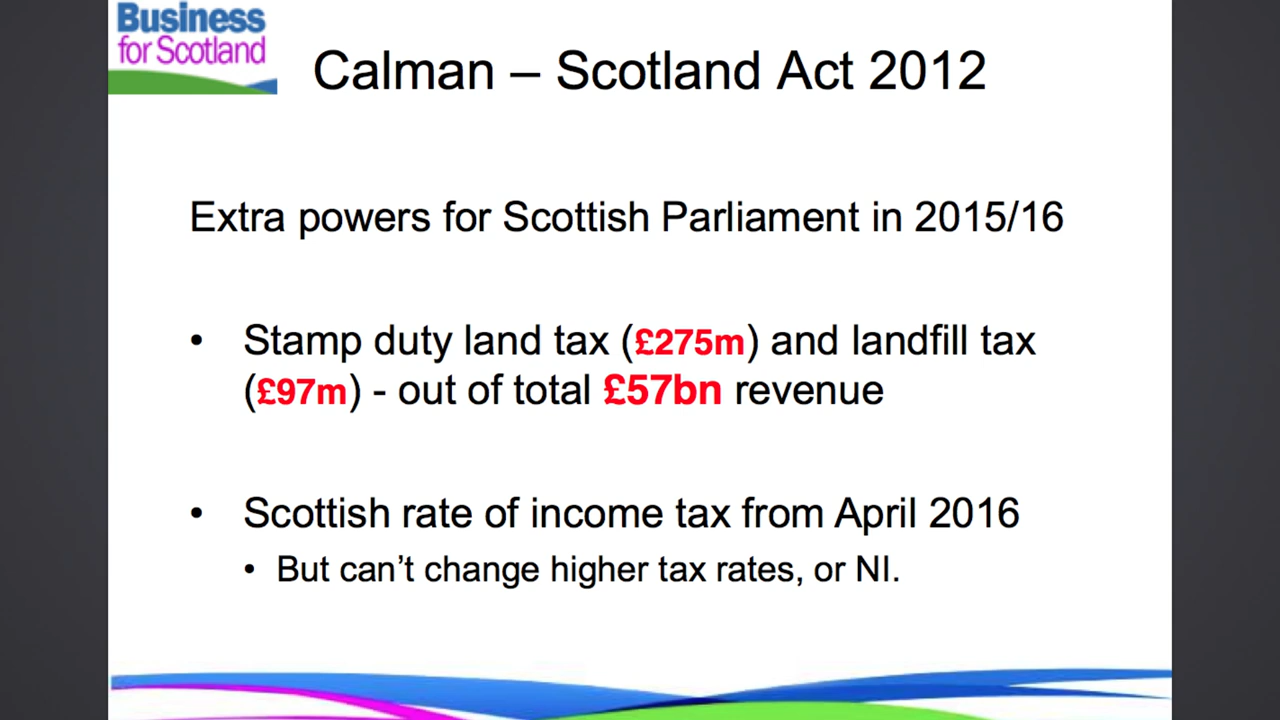 Business
for Scotland
Calman – Scotland Act 2012
Extra powers for Scottish Parliament in 2015/16
• Stamp duty land tax (£275m) and landfill tax
(£97m) - out of total £57bn revenue
• Scottish rate of income tax from April 2016
• But can’t change higher tax rates, or NI.